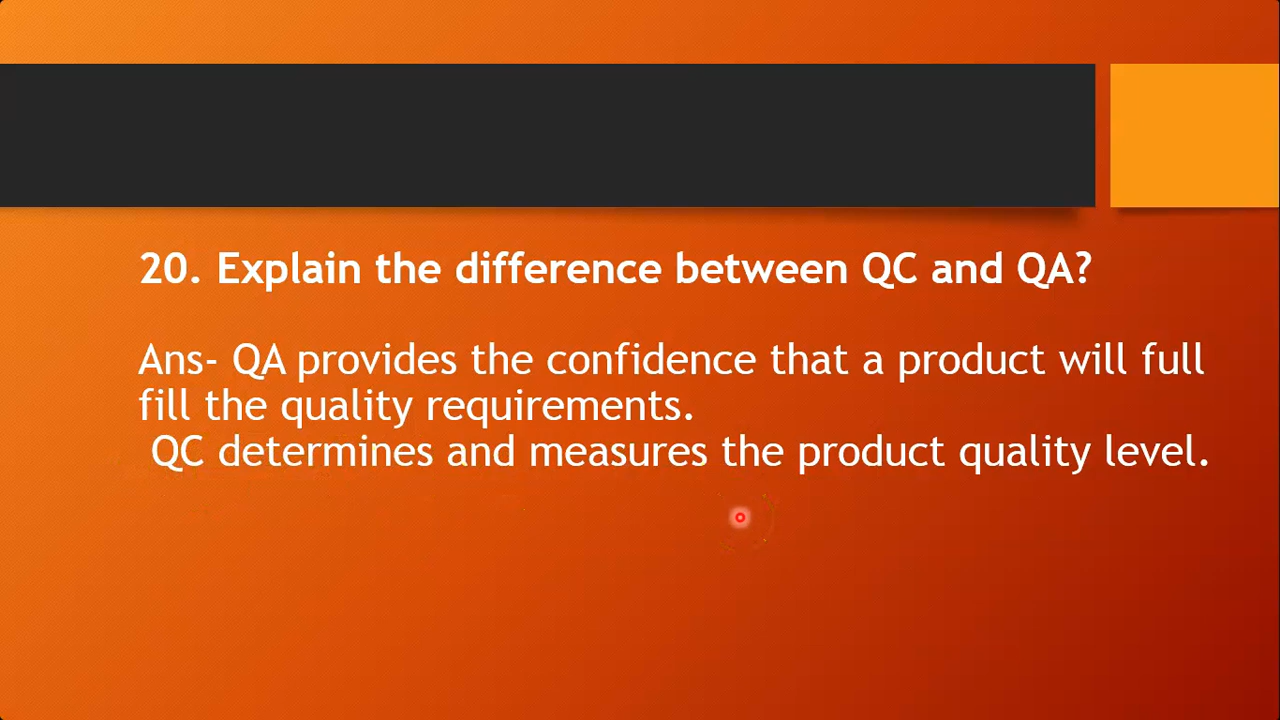 20. Explain the difference between QC and QA?
Ans- QA provides the confidence that a product will full
fill the quality requirements.
QC determines and measures the product quality level.